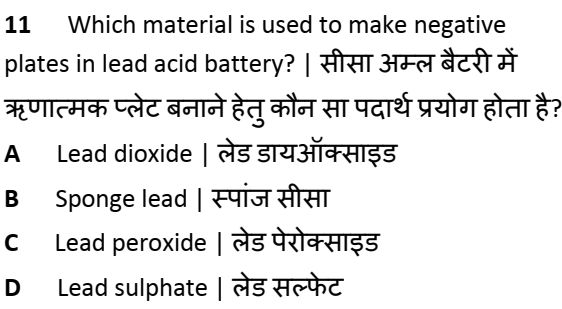 11 Which material is used to make negative
plates in lead acid battery? | सीसा अम्ल बैटरी में
ऋणात्मक प्लेट बनाने हेतु कौन सा पदार्थ प्रयोग होता है?
A Lead dioxide | लेड डायऑक्साइड
B Sponge lead | स्पांज सीसा
C Lead peroxide | लेड पेरोक्साइड
D Lead sulphate | लेड सल्फेट